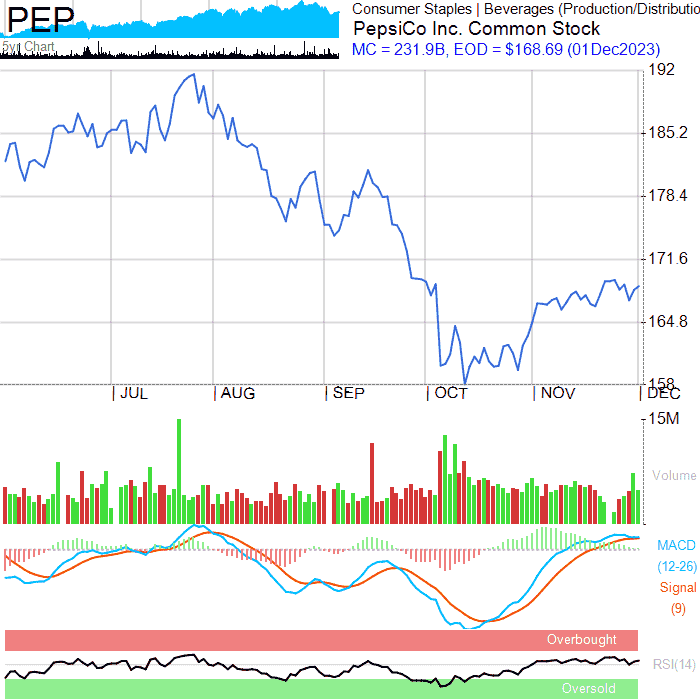 PEP
5yr Chart
Consumer Staples | Beverages (Production/Distributio
PepsiCo Inc. Common Stock
MC = 231.9B, EOD = $168.69 (01Dec2023)
192
185.2
178.4
171.6
164.8
158
| JUL | AUG | SEP | OCT | NOV | DEC
15M
Volume
MACD
(12-26)
Signal
(9)
Overbought
RSI(14)
Oversold